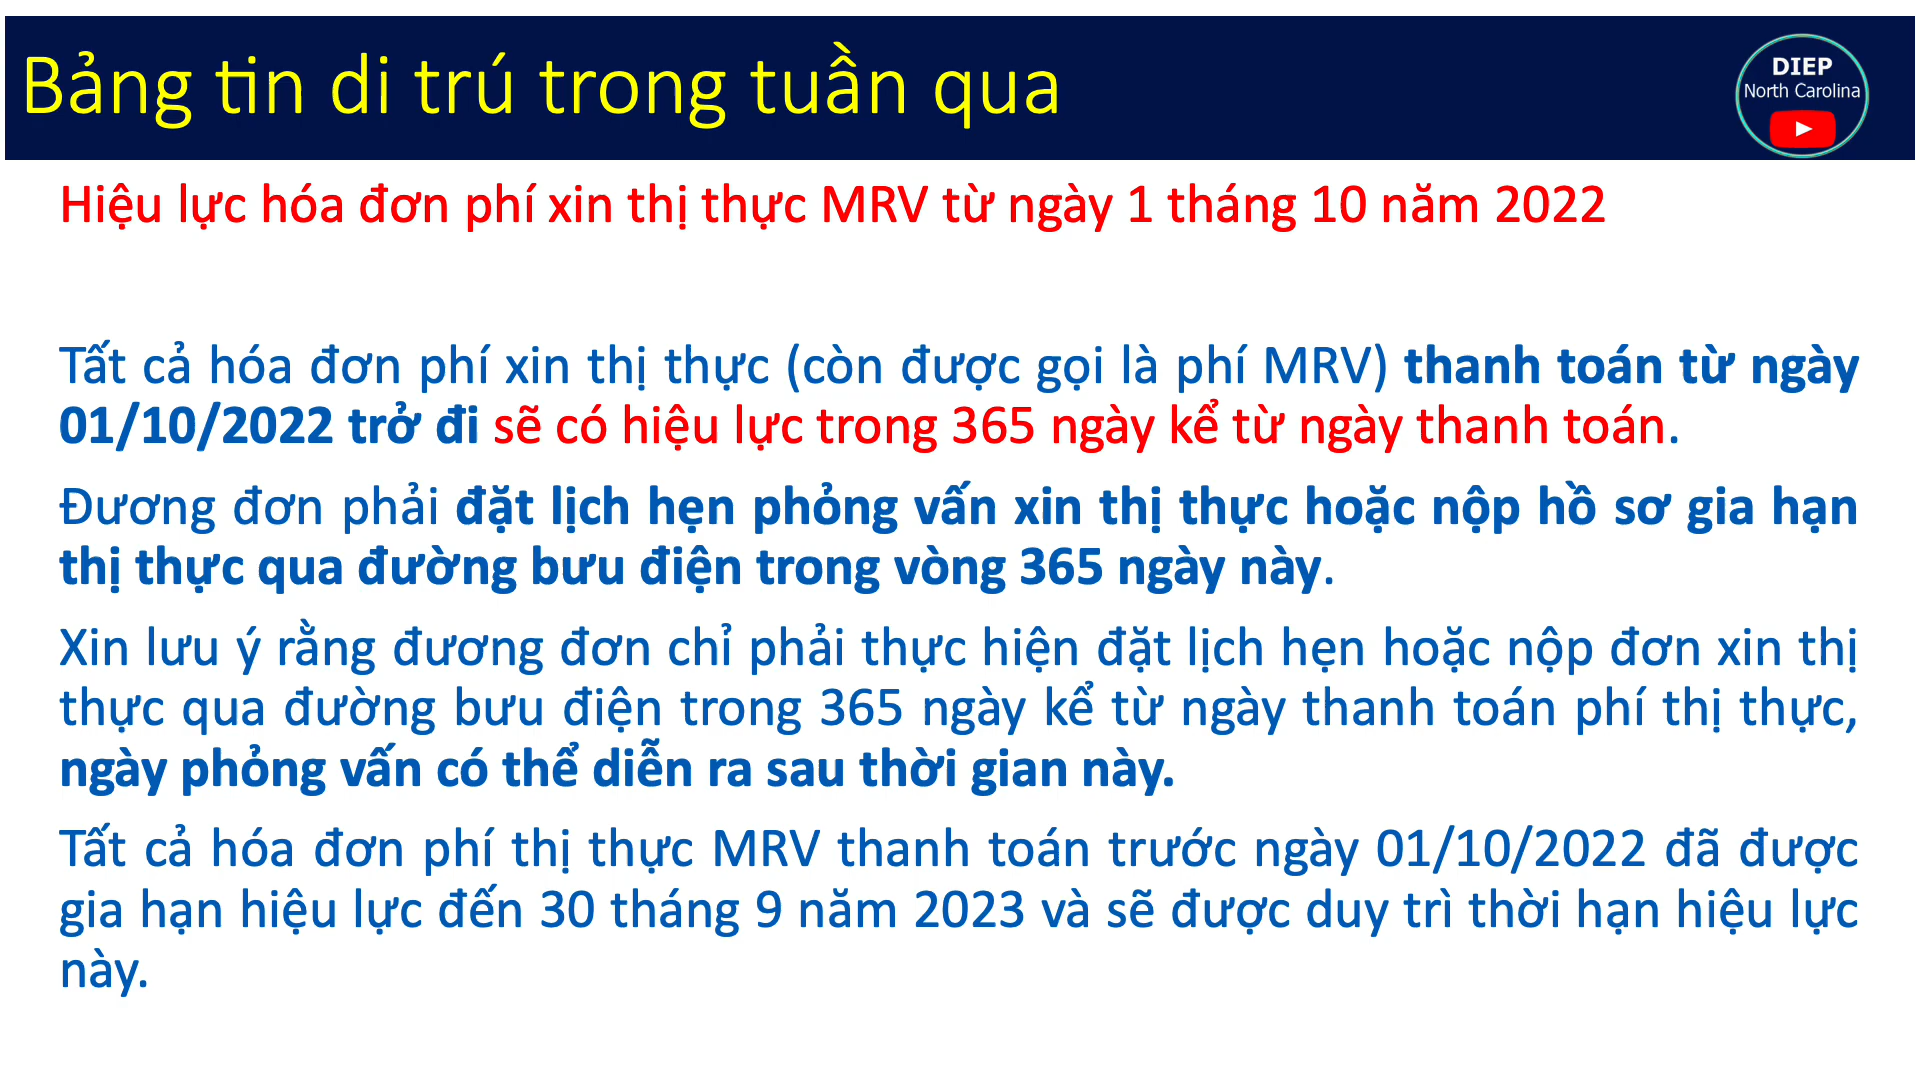 Bảng tin di trú trong tuần qua
DIEP
North Carolina
Hiệu lực hóa đơn phí xin thị thực MRV từ ngày 1 tháng 10 năm 2022
Tất cả hóa đơn phí xin thị thực (còn được gọi là phí MRV) thanh toán từ ngày
01/10/2022 trở đi sẽ có hiệu lực trong 365 ngày kể từ ngày thanh toán.
Đương đơn phải đặt lịch hẹn phỏng vấn xin thị thực hoặc nộp hồ sơ gia hạn
thị thực qua đường bưu điện trong vòng 365 ngày này.
Xin lưu ý rằng đương đơn chỉ phải thực hiện đặt lịch hẹn hoặc nộp đơn xin thị
thực qua đường bưu điện trong 365 ngày kể từ ngày thanh toán phí thị thực,
ngày phỏng vấn có thể diễn ra sau thời gian này.
Tất cả hóa đơn phí thị thực MRV thanh toán trước ngày 01/10/2022 đã được
gia hạn hiệu lực đến 30 tháng 9 năm 2023 và sẽ được duy trì thời hạn hiệu lực
này.